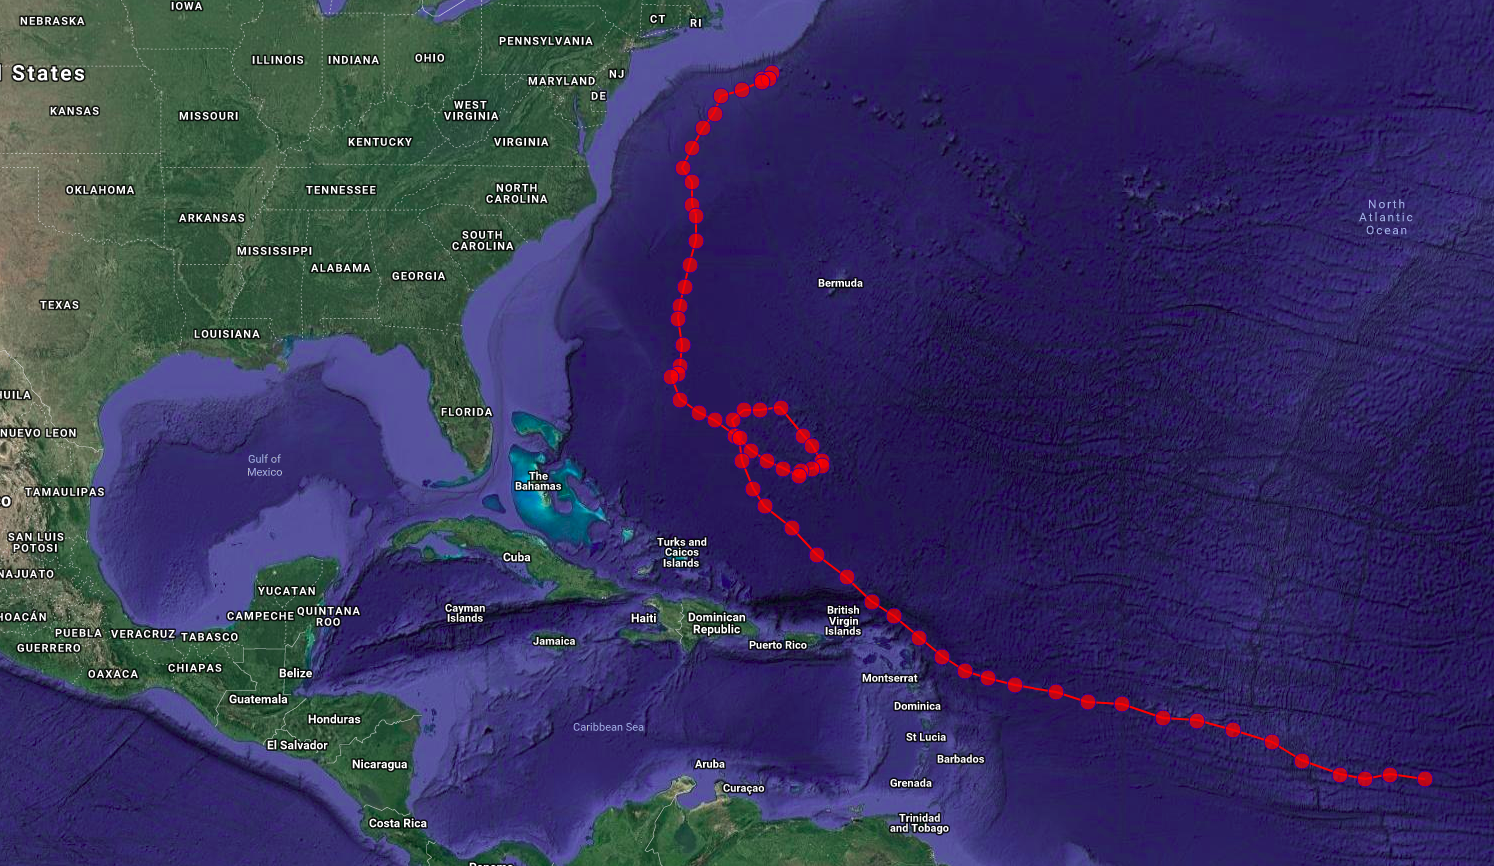 IOWA
NEBRASKA
CT
RI
PENNSYLVANIA
ILLINOIS
INDIANA
OHIO
States
NJ
MARYLAND
DE
KANSAS
MISSOURI
WEST
VIRGINIA
KENTUCKY
VIRGINIA
OKLAHOMA
TENNESSEE
NORTH
CAROLINA
ARKANSAS
North
Atlantic
Ocean
SOUTH
CAROLINA
MISSISSIPPI
ALABAMA
GEORGIA
Bermuda
TEXAS
LOUISIANA
HUILA
FLORIDA
NUEVO LEON
Gulf of
Mexico
The
Bahamas
TAMAULIPAS
o
SAN LUIS
POTOSI
Turks and
Caicos
Islands
Cuba
NAJUATO
YUCATAN
CAMPECHE
QUINTANA
ROO
Cayman
Islands
HOACÁN
Haiti
Dominican
Republic
British
Virgin
Islands
PUEBLA
VERACRUZ
TABASCO
Jamaica
Puerto Rico
GUERRERO
OAXACA
CHIAPAS
Belize
Montserrat
Guatemala
Dominica
Honduras
Caribbean Sea
El Salvador
St Lucia
Nicaragua
Aruba
Barbados
Curaçao
Grenada
Costa Rica
Trinidad
and Tobago
Panama